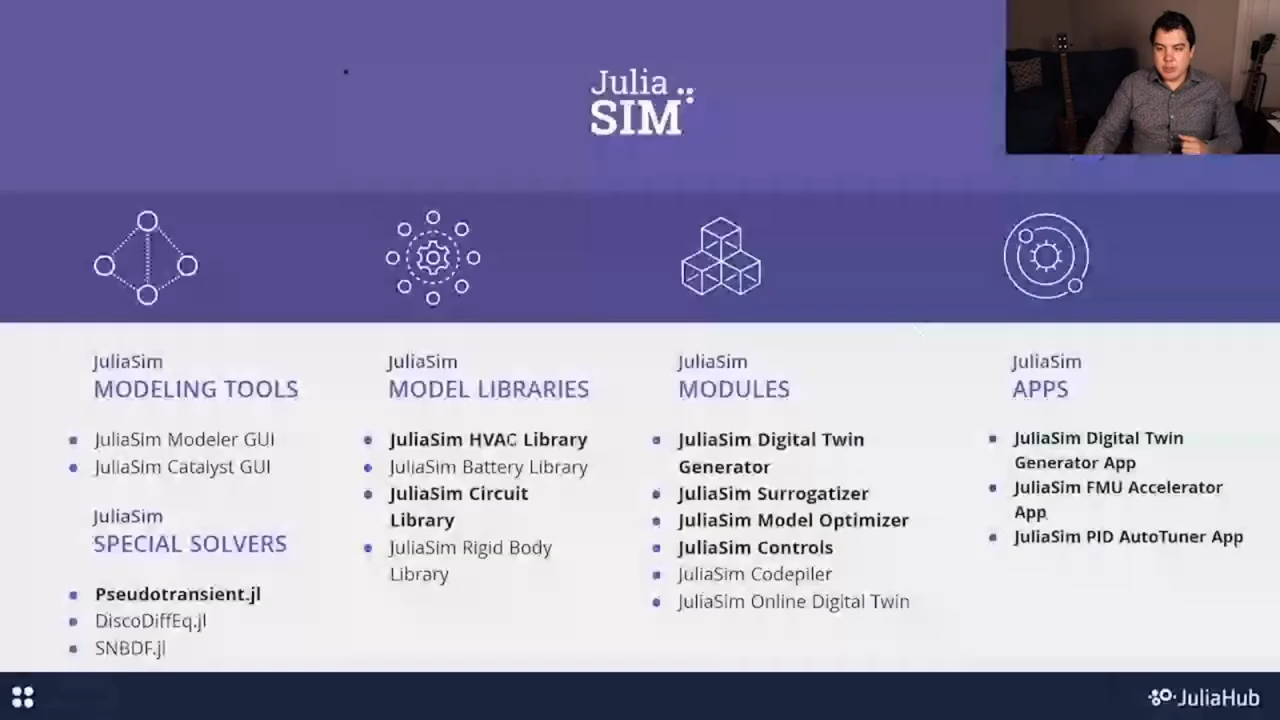 Julia
SIM
JuliaSim
MODELING TOOLS
JuliaSim Modeler GUI
JuliaSim Catalyst GUI
JuliaSim
SPECIAL SOLVERS
Pseudotransient.jl
DiscoDiffEq.jl
SNBDF.jl
JuliaSim
MODEL LIBRARIES
JuliaSim HVAC Library
JuliaSim Battery Library
JuliaSim Circuit
Library
JuliaSim Rigid Body
Library
JuliaSim
MODULES
JuliaSim Digital Twin
Generator
JuliaSim Surrogatizer
JuliaSim Model Optimizer
JuliaSim Controls
JuliaSim Codepiler
JuliaSim Online Digital Twin
JuliaSim
APPS
JuliaSim Digital Twin
Generator App
JuliaSim FMU Accelerator
App
JuliaSim PID AutoTuner App
JuliaHub